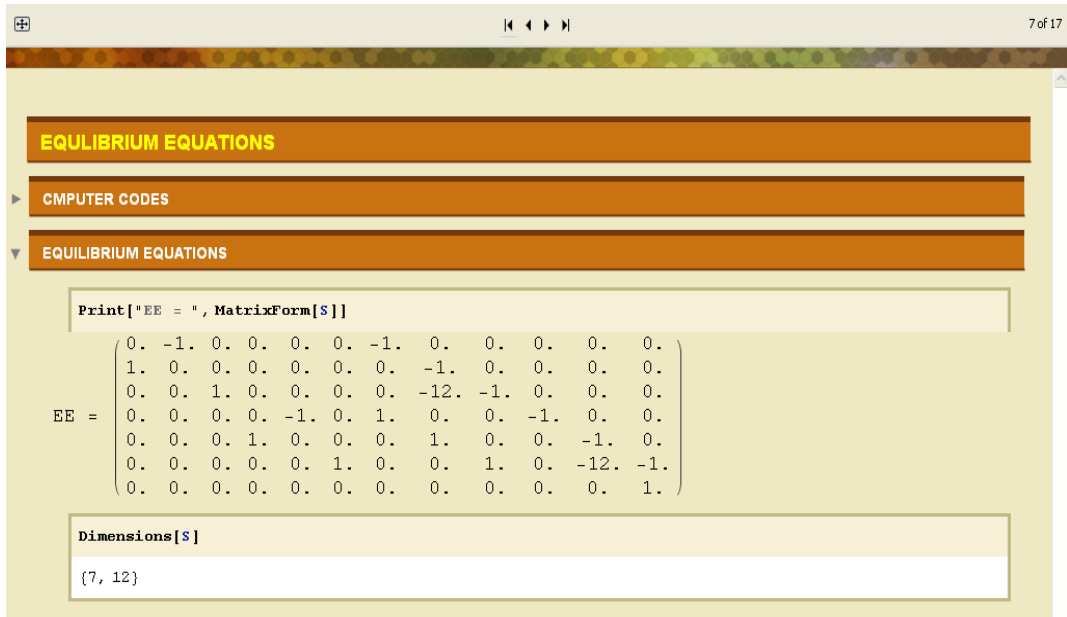 7 of 17
EQULIBRIUM EQUATIONS
CMPUTER CODES
EQUILIBRIUM EQUATIONS
Print["EE = ", MatrixForm[S]]
0. -1. 0. 0. 0. 0. -1. 0. 0. 0. 0. 0.
1. 0. 0. 0. 0. 0. 0. -1. 0. 0. 0. 0.
0. 0. 1. 0. 0. 0. 0. -12. -1. 0. 0. 0.
EE = 0. 0. 0. 0. -1. 0. 1. 0. 0. -1. 0. 0.
0. 0. 0. 1. 0. 0. 0. 1. 0. 0. -1. 0.
0. 0. 0. 0. 0. 1. 0. 0. 1. 0. -12. -1.
0. 0. 0. 0. 0. 0. 0. 0. 0. 0. 0. 1.
Dimensions[S]
{7, 12}